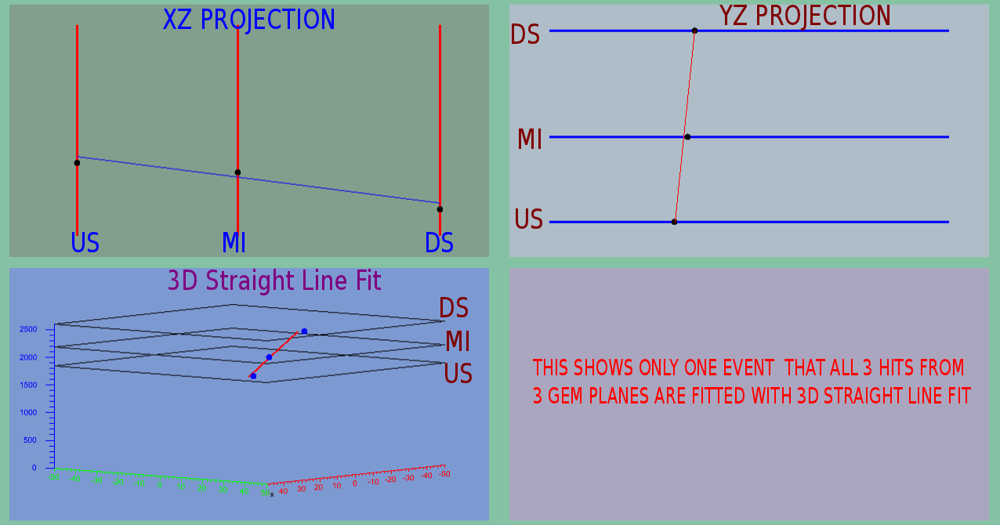 XZ PROJECTION
US
MI
DS
YZ PROJECTION
DS
MI
US
3D Straight Line Fit
DS
MI
US
2500
2000
1500
1000
500
0
x
40
30
20
10
0
-10
-20
-30
-40
-50
THIS SHOWS ONLY ONE EVENT THAT ALL 3 HITS FROM
3 GEM PLANES ARE FITTED WITH 3D STRAIGHT LINE FIT